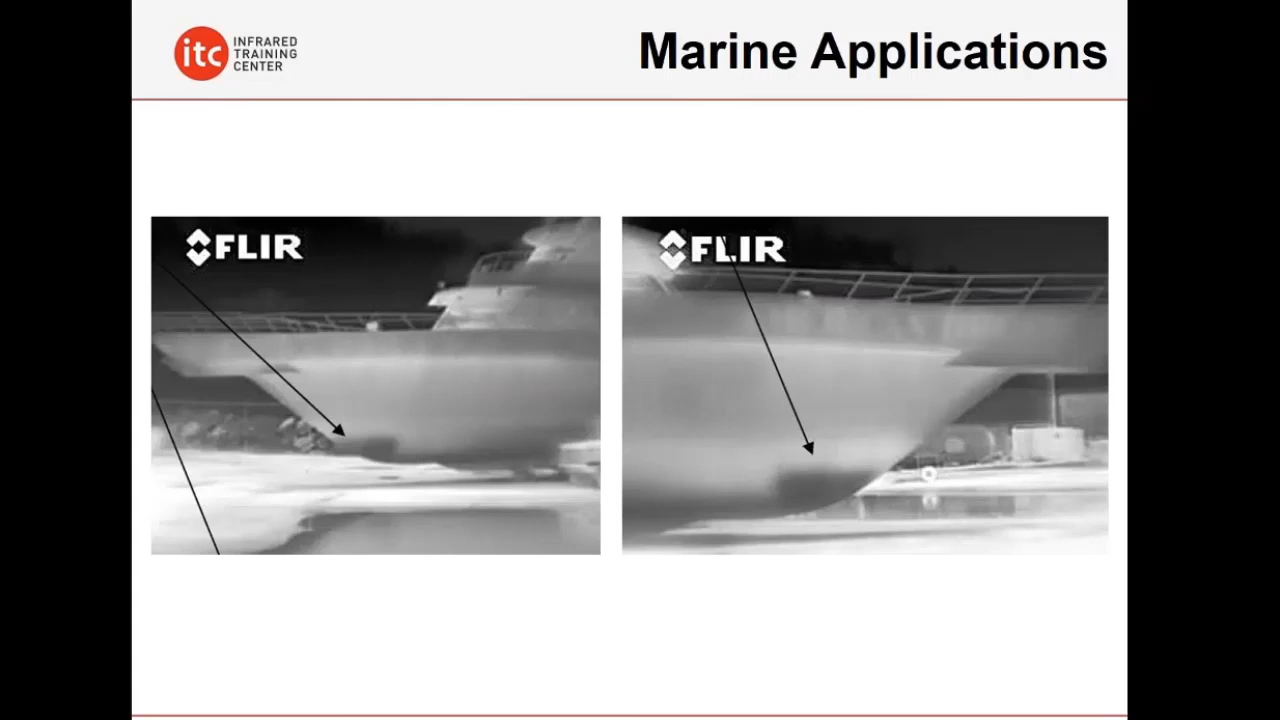 itc
INFRARED
TRAINING
CENTER
Marine Applications
FLIR
FLIR